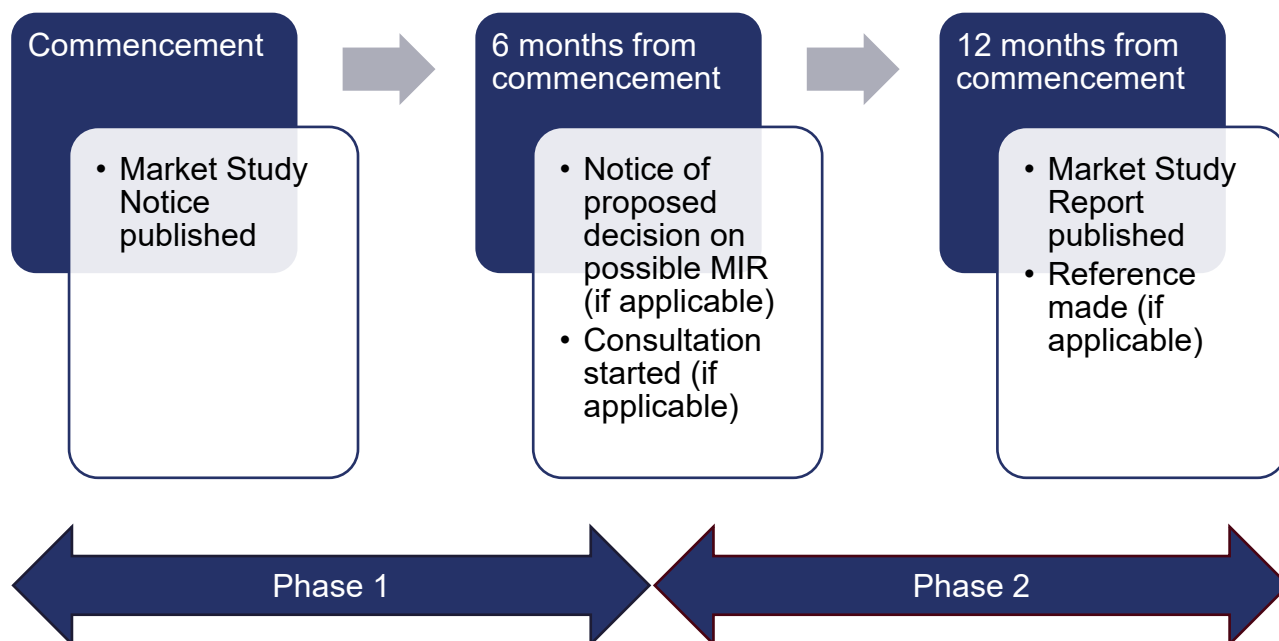 Commencement
• Market Study
Notice
published
6 months from
commencement
• Notice of
proposed
decision on
possible MIR
(if applicable)
• Consultation
started (if
applicable)
12 months from
commencement
• Market Study
Report
published
• Reference
made (if
applicable)
Phase 1
Phase 2